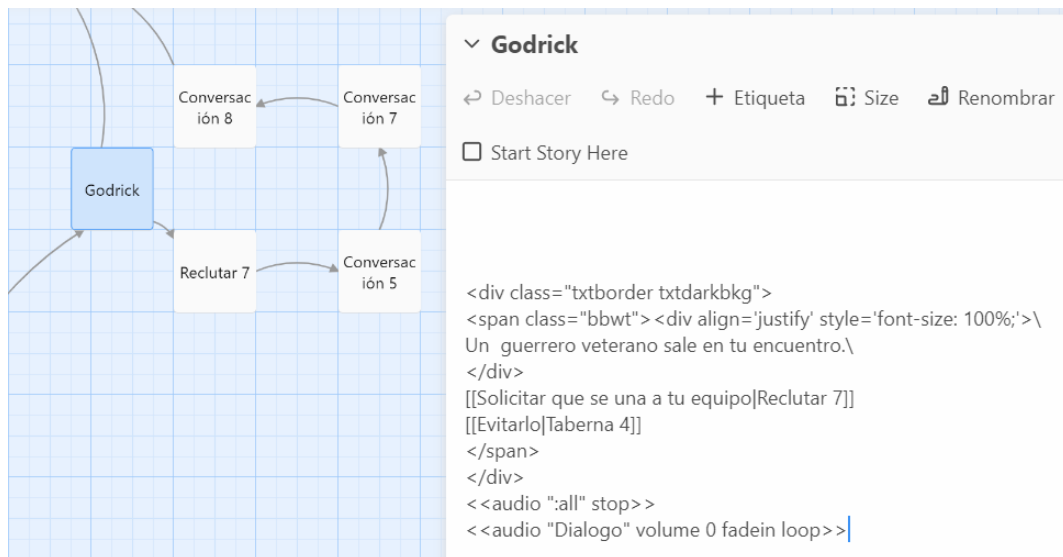 Conversac
ión 8
Conversac
ión 7
Godrick
Reclutar 7
Conversac
ión 5
Godrick
Deshacer Redo + Etiqueta Size Renombrar
Start Story Here
<div class="txtborder txtdarkbkg">
<span class="bbwt"><div align='justify' style='font-size: 100%;'>\
Un  guerrero veterano sale en tu encuentro.\
</div>
[[Solicitar que se una a tu equipo|Reclutar 7]]
[[Evitarlo|Taberna 4]]
</span>
</div>
<<audio ":all" stop>>
<<audio "Dialogo" volume 0 fadein loop>>